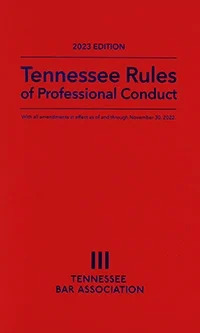 2023 EDITION
Tennessee Rules
of Professional Conduct
With all amendments in effect as of and through November 30, 2022.
TENNESSEE
BAR ASSOCIATION